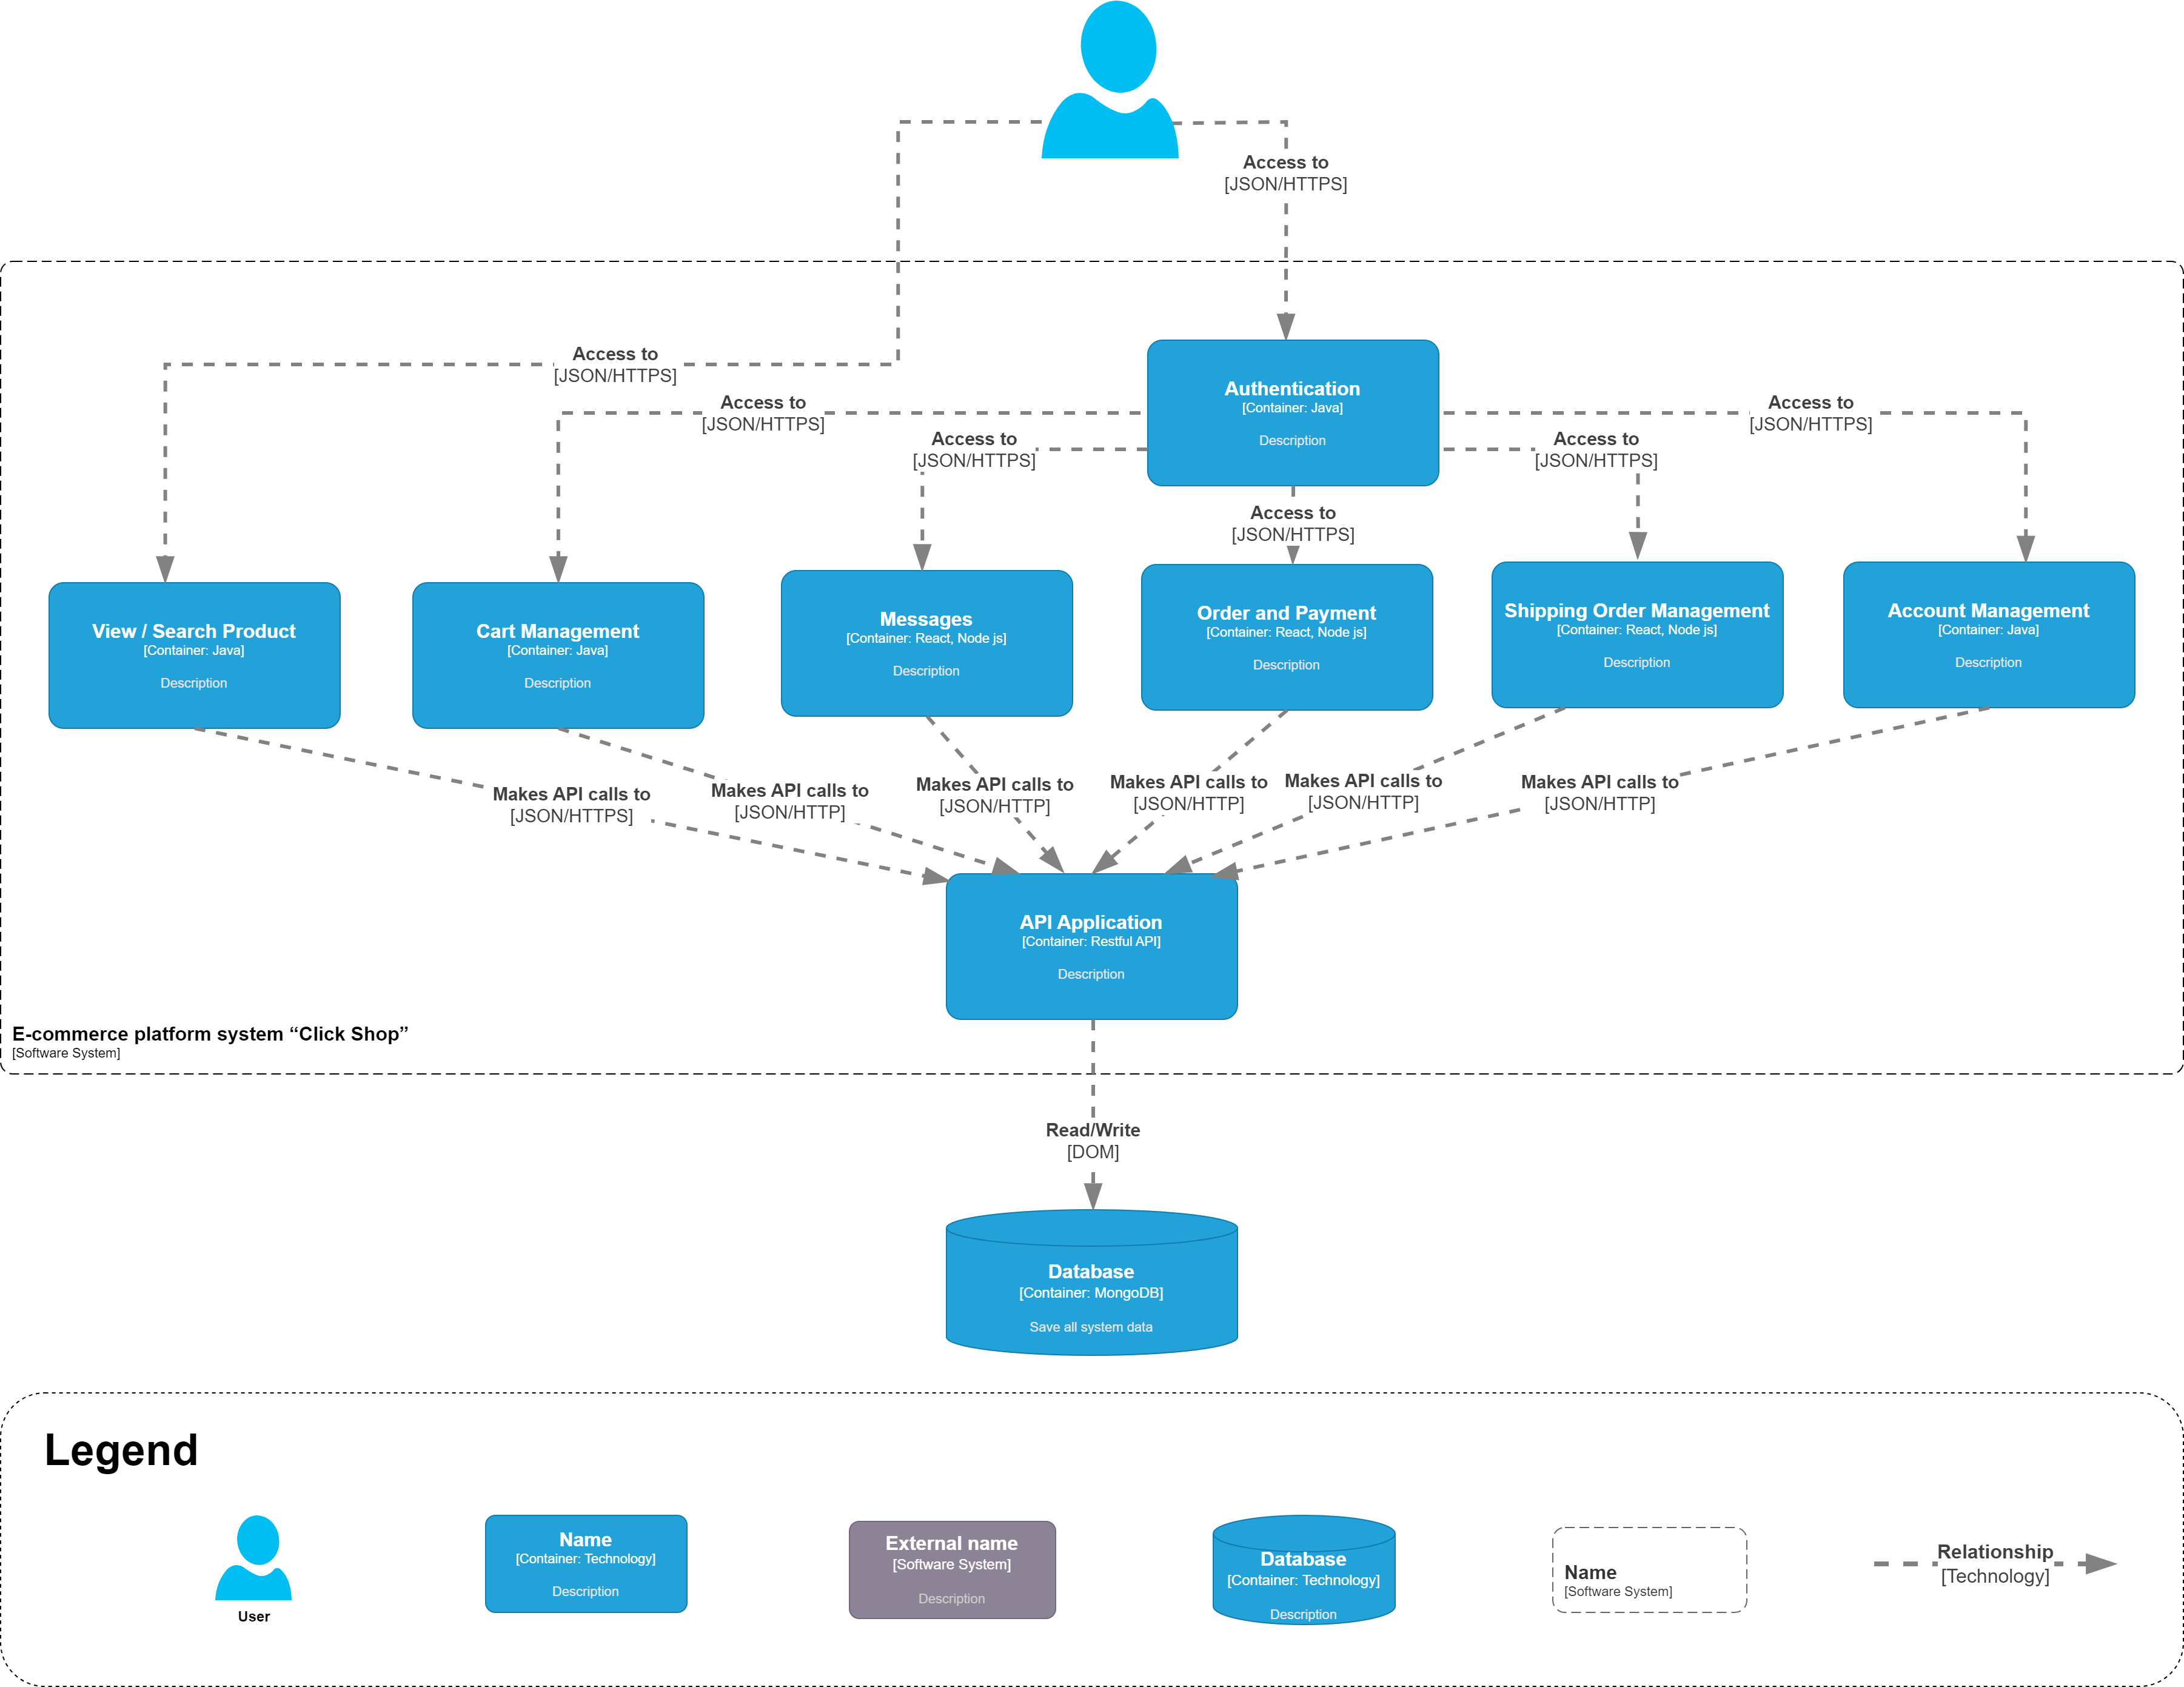 Access to
[JSON/HTTPS]
Access to
[JSON/HTTPS]
Access to
[JSON/HTTPS]
Access to
[JSON/HTTPS]
Authentication
[Container: Java]
Description
Access to
[JSON/HTTPS]
Access to
[JSON/HTTPS]
Access to
[JSON/HTTPS]
View / Search Product
[Container: Java]
Description
Cart Management
[Container: Java]
Description
Messages
[Container: React, Node js]
Description
Order and Payment
[Container: React, Node js]
Description
Shipping Order Management
[Container: React, Node js]
Description
Account Management
[Container: Java]
Description
Makes API calls to
[JSON/HTTPS]
Makes API calls to
[JSON/HTTP]
Makes API calls to
[JSON/HTTP]
Makes API calls to
[JSON/HTTP]
Makes API calls to
[JSON/HTTP]
Makes API calls to
[JSON/HTTP]
API Application
[Container: Restful API]
Description
E-commerce platform system “Click Shop”
[Software System]
Read/Write
[DOM]
Database
[Container: MongoDB]
Save all system data
Legend
User
Name
[Container: Technology]
Description
External name
[Software System]
Description
Database
[Container: Technology]
Description
Name
[Software System]
Relationship
[Technology]